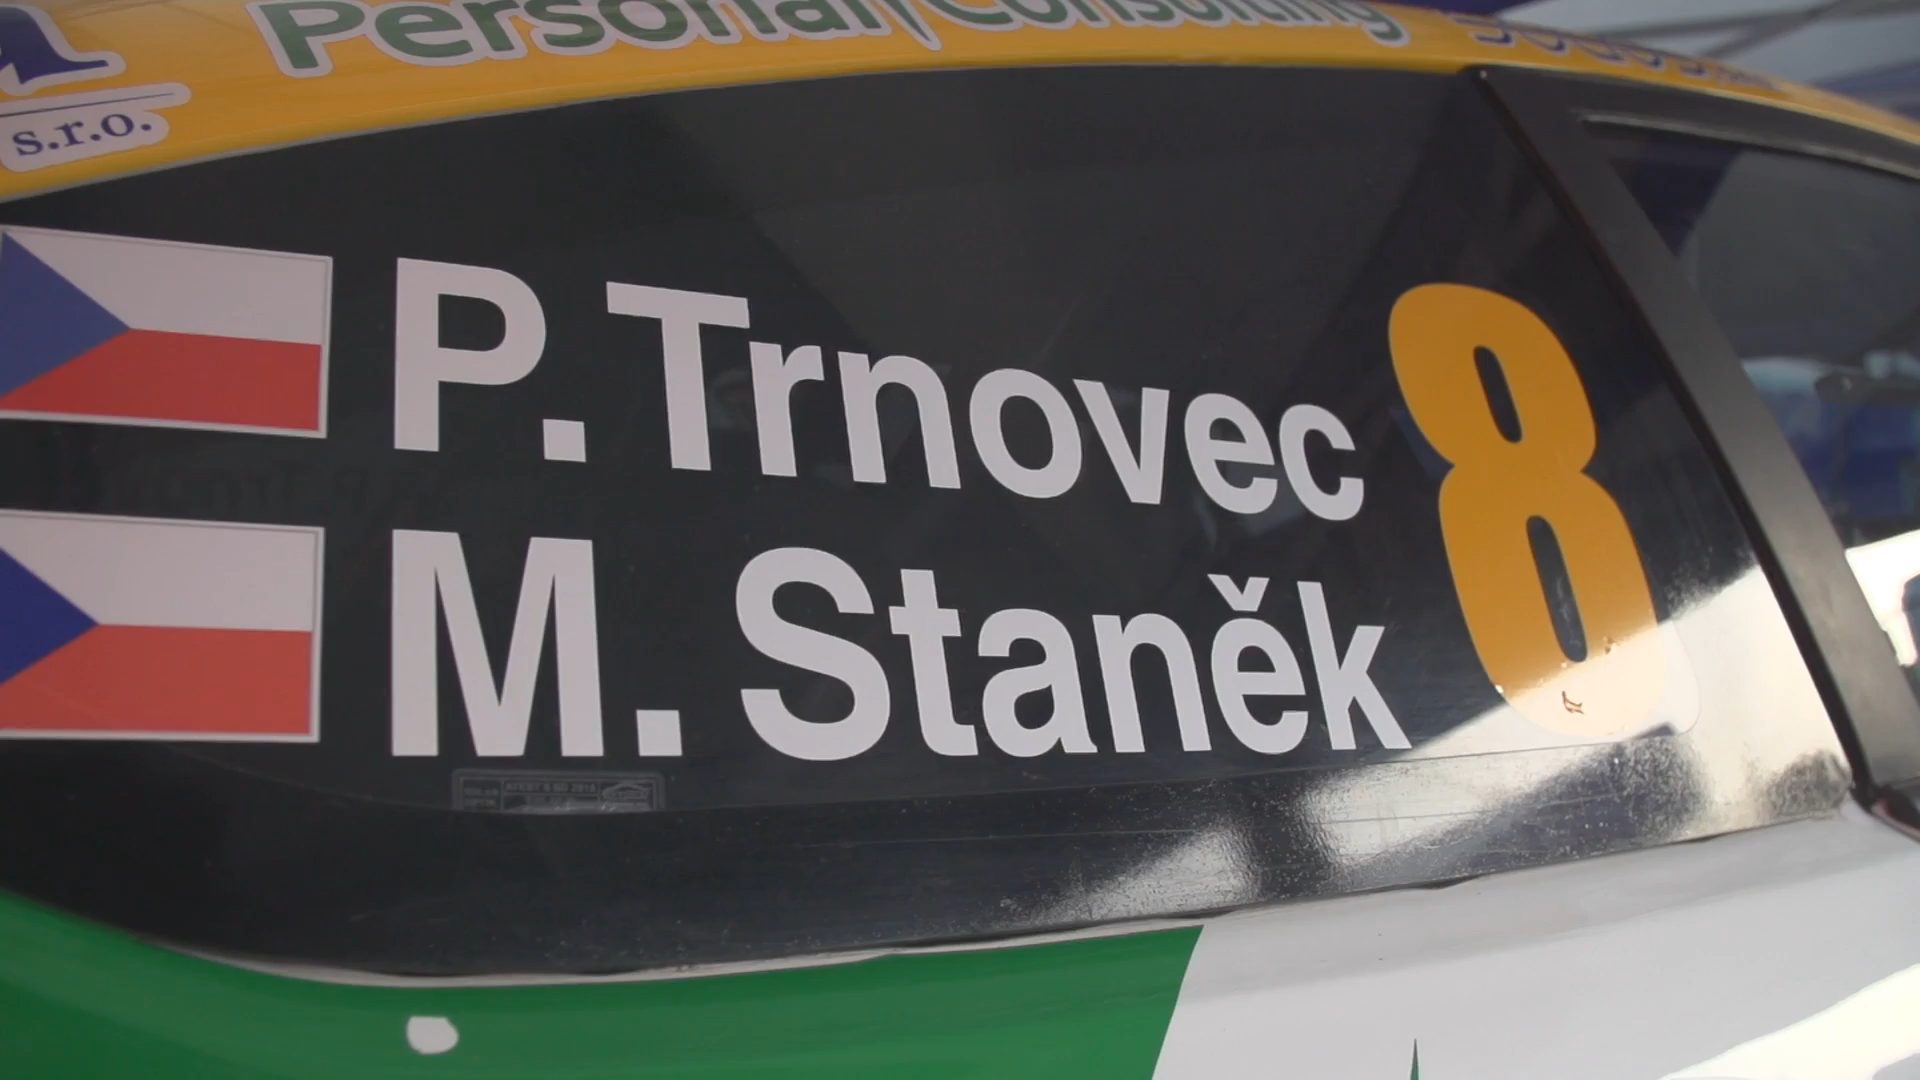 Personal Consulting
s.r.o.
P. Trnovec
M. Staněk
8